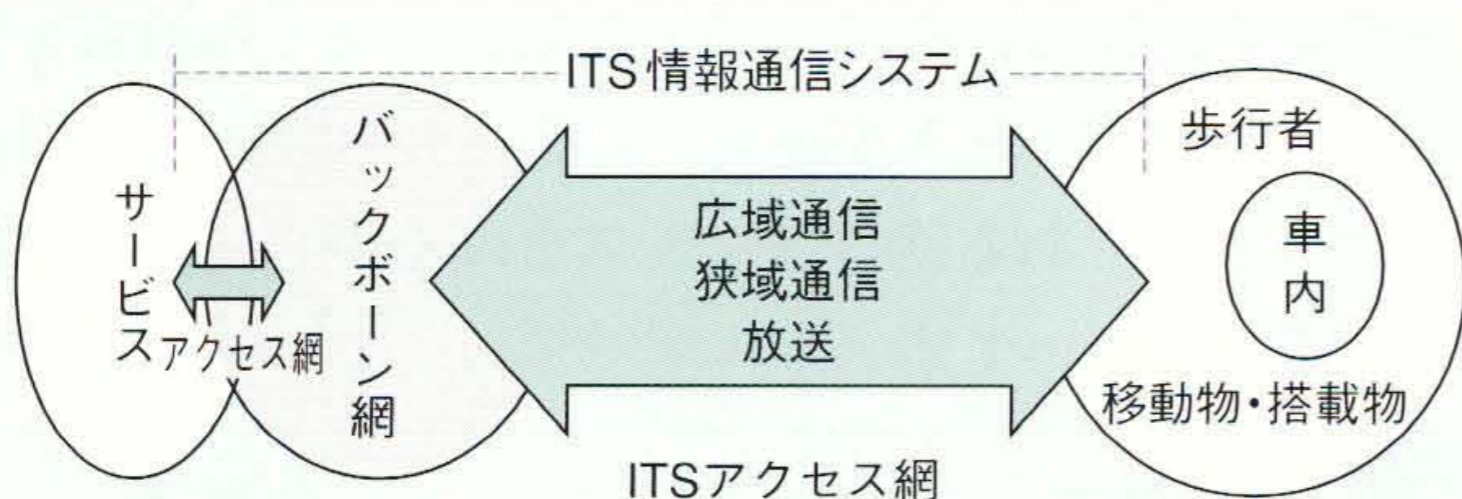 ITS情報通信システム
サービス
アクセス網
バックボーン網
広域通信
狭域通信
放送
歩行者
車内
移動物・搭載物
ITSアクセス網